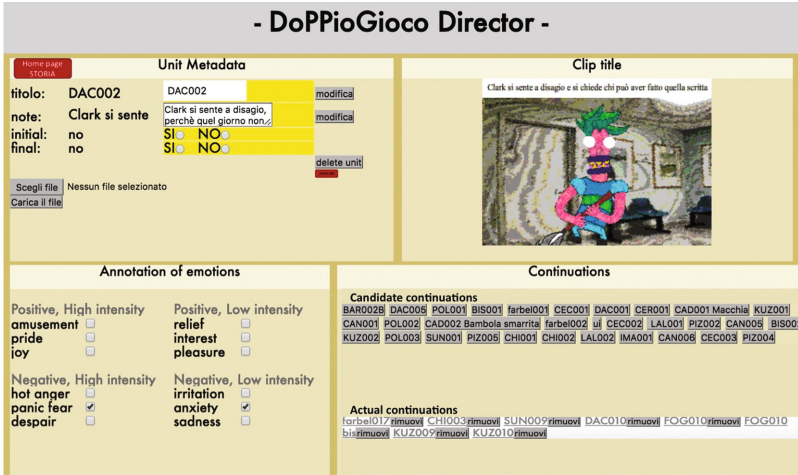 - DoPPioGioco Director -
Home page
STORIA
Unit Metadata
titolo: DAC002 DAC002 modifica
note: Clark si sente Clark si sente a disagio,
perchè quel giorno non modifica
initial: no SI NO
final: no SI NO
delete unit
Scegli file Nessun file selezionato
Carica il file
Clip title
Clark si sente a disagio e si chiede chi può aver fatto quella scritta
Annotation of emotions
Positive, High intensity Positive, Low intensity
amusement relief
pride interest
joy pleasure
Negative, High intensity Negative, Low intensity
hot anger irritation
panic fear anxiety
despair sadness
Continuations
Candidate continuations
BAR002B DAC005 POL001 BIS001 farbel001 CEC001 DAC001 CER001 CAD001 Macchia KUZ001
CAN001 POL002 CAD002 Bambola smarrita farbel002 ui CEC002 LAL001 PIZ002 CAN005 BIS002
KUZ002 POL003 SUN001 PIZ005 CHI001 CHI002 LAL002 IMA001 CAN006 CEC003 PIZ004
Actual continuations
farbel017 rimuovi CHI003 rimuovi SUN009 rimuovi DAC010 rimuovi FOG010 rimuovi FOG010
bis rimuovi KUZ009 rimuovi KUZ010 rimuovi